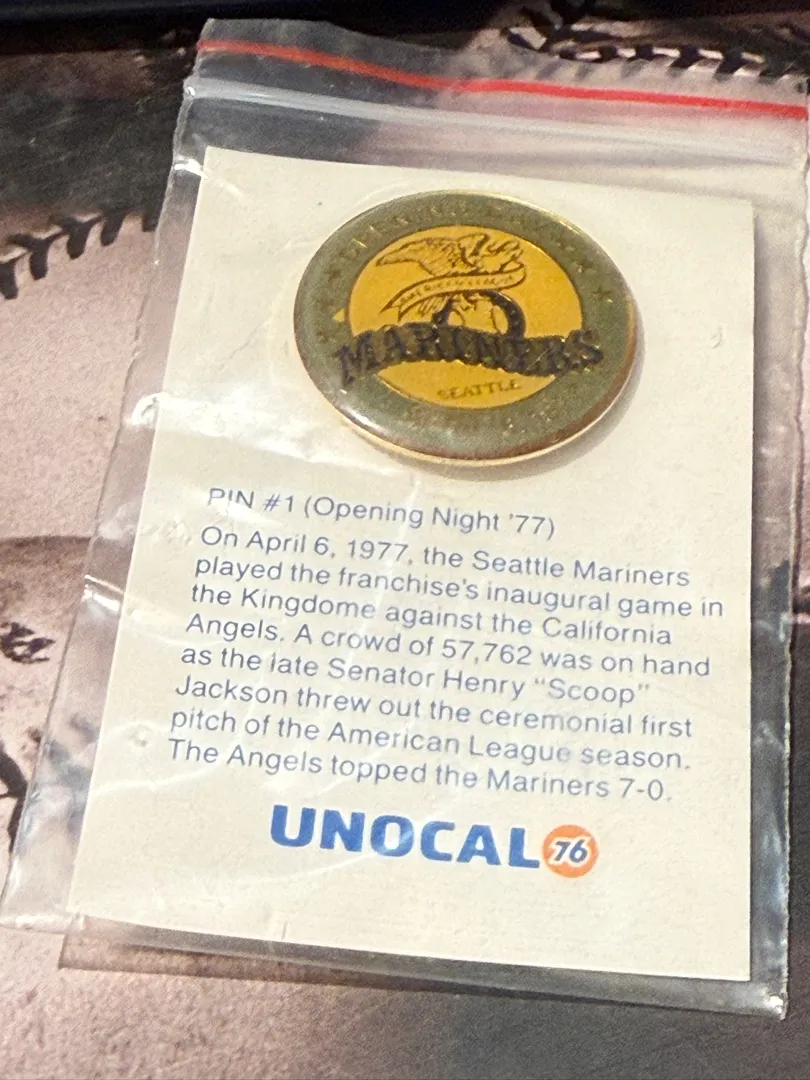 MARINERS
SEATTLE
PIN #1 (Opening Night '77)
On April 6, 1977, the Seattle Mariners
played the franchise's inaugural game in
the Kingdome against the California
Angels. A crowd of 57,762 was on hand
as the late Senator Henry "Scoop"
Jackson threw out the ceremonial first
pitch of the American League season.
The Angels topped the Mariners 7-0.
UNOCAL 76